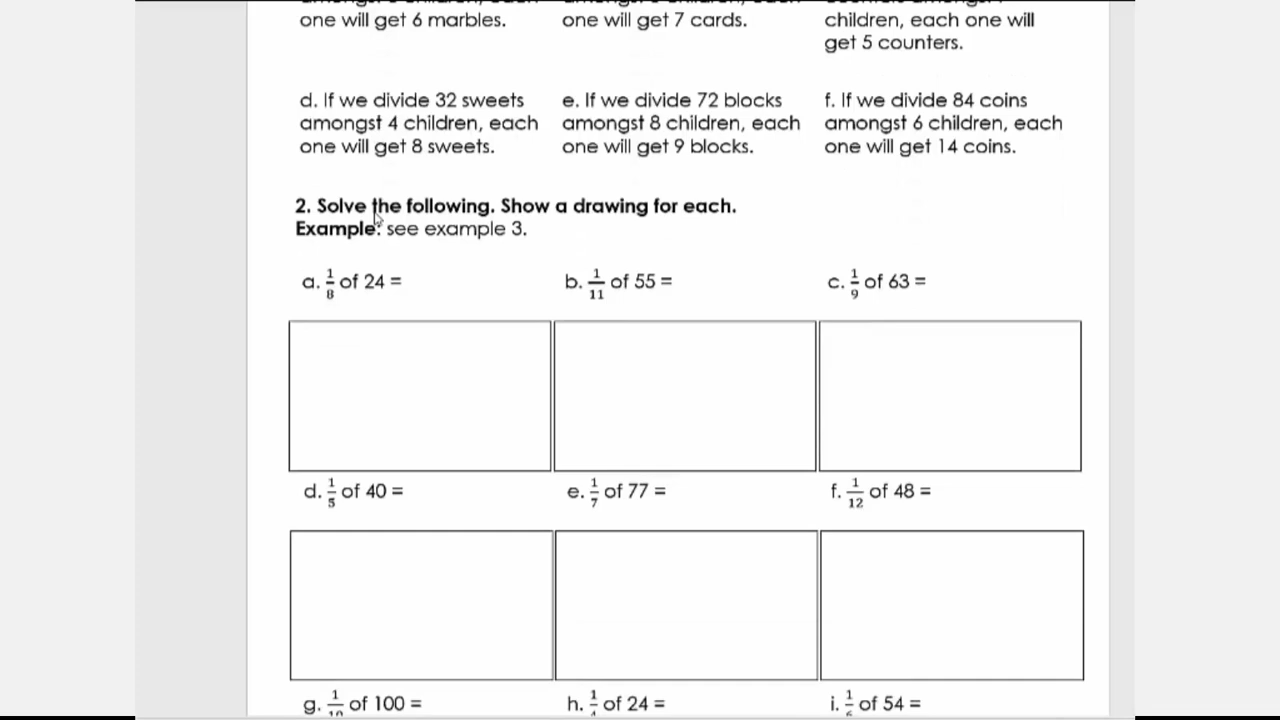 one will get 6 marbles.
one will get 7 cards.
children, each one will
get 5 counters.
d. If we divide 32 sweets
amongst 4 children, each
one will get 8 sweets.
e. If we divide 72 blocks
amongst 8 children, each
one will get 9 blocks.
f. If we divide 84 coins
amongst 6 children, each
one will get 14 coins.
2. Solve the following. Show a drawing for each.
Example: see example 3.
a. 1/8 of 24 =
b. 1/11 of 55 =
c. 1/9 of 63 =
d. 1/5 of 40 =
e. 1/7 of 77 =
f. 1/12 of 48 =
g. 1/10 of 100 =
h. 1/4 of 24 =
i. 1/6 of 54 =